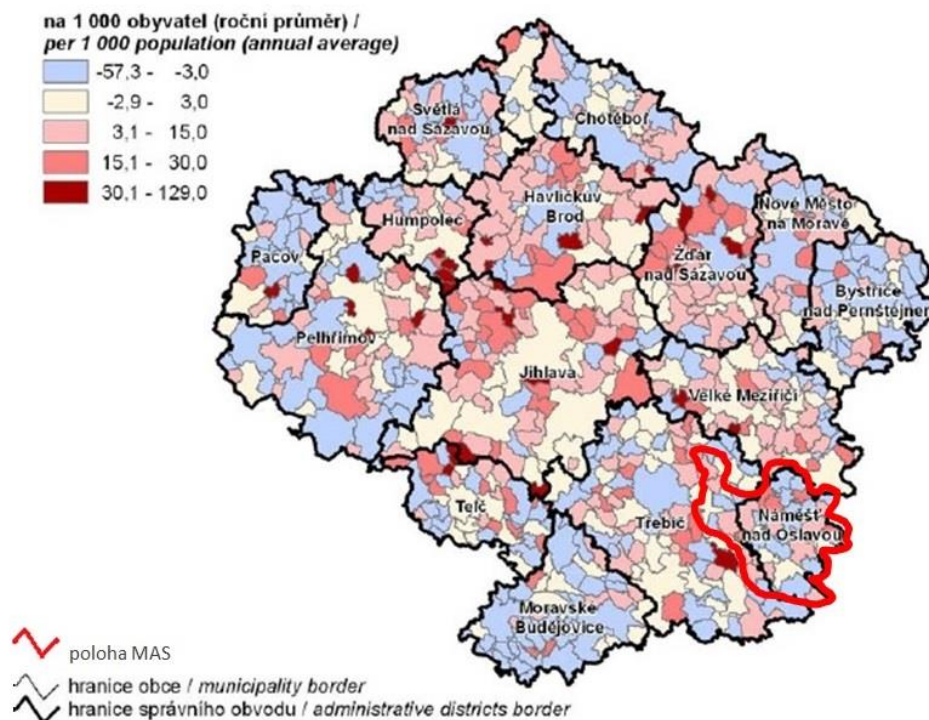 na 1 000 obyvatel (roční průměr) /
per 1 000 population (annual average)
-57,3 - -3,0
-2,9 - 3,0
3,1 - 15,0
15,1 - 30,0
30,1 - 129,0
Světlá
nad Sázavou
Chotěboř
Havlíčkův
Brod
Humpolec
Nové Město
na Moravě
Pacov
Žďár
nad Sázavou
Bystřice
nad Pernštejnem
Pelhřimov
Jihlava
Velké Meziříčí
Telč
Třebíč
Náměšť
nad Oslavou
Moravské
Budějovice
poloha MAS
hranice obce / municipality border
hranice správního obvodu / administrative districts border